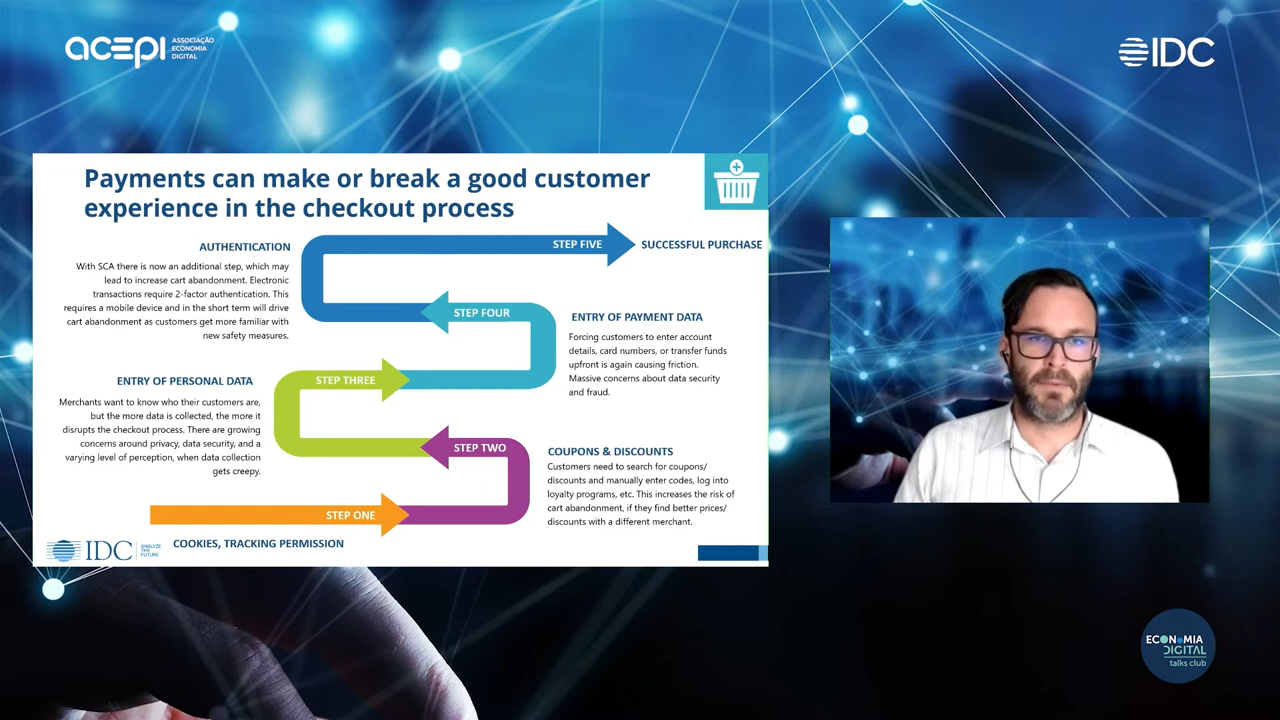 acepi ASSOCIAÇÃO
ECONOMIA
DIGITAL
IDC
Payments can make or break a good customer
experience in the checkout process
AUTHENTICATION
With SCA there is now an additional step, which may
lead to increase cart abandonment. Electronic
transactions require 2-factor authentication. This
requires a mobile device and in the short term will drive
cart abandonment as customers get more familiar with
new safety measures.
STEP FIVE
SUCCESSFUL PURCHASE
STEP FOUR
ENTRY OF PAYMENT DATA
Forcing customers to enter account
details, card numbers, or transfer funds
upfront is again causing friction.
Massive concerns about data security
and fraud.
ENTRY OF PERSONAL DATA
Merchants want to know who their customers are,
but the more data is collected, the more it
disrupts the checkout process. There are growing
concerns around privacy, data security, and a
varying level of perception, when data collection
gets creepy.
STEP THREE
STEP TWO
COUPONS & DISCOUNTS
Customers need to search for coupons/
discounts and manually enter codes, log into
loyalty programs, etc. This increases the risk of
cart abandonment, if they find better prices/
discounts with a different merchant.
STEP ONE
COOKIES, TRACKING PERMISSION
IDC ANALYZE
THE
FUTURE
ECONOMIA
DIGITAL
talks club